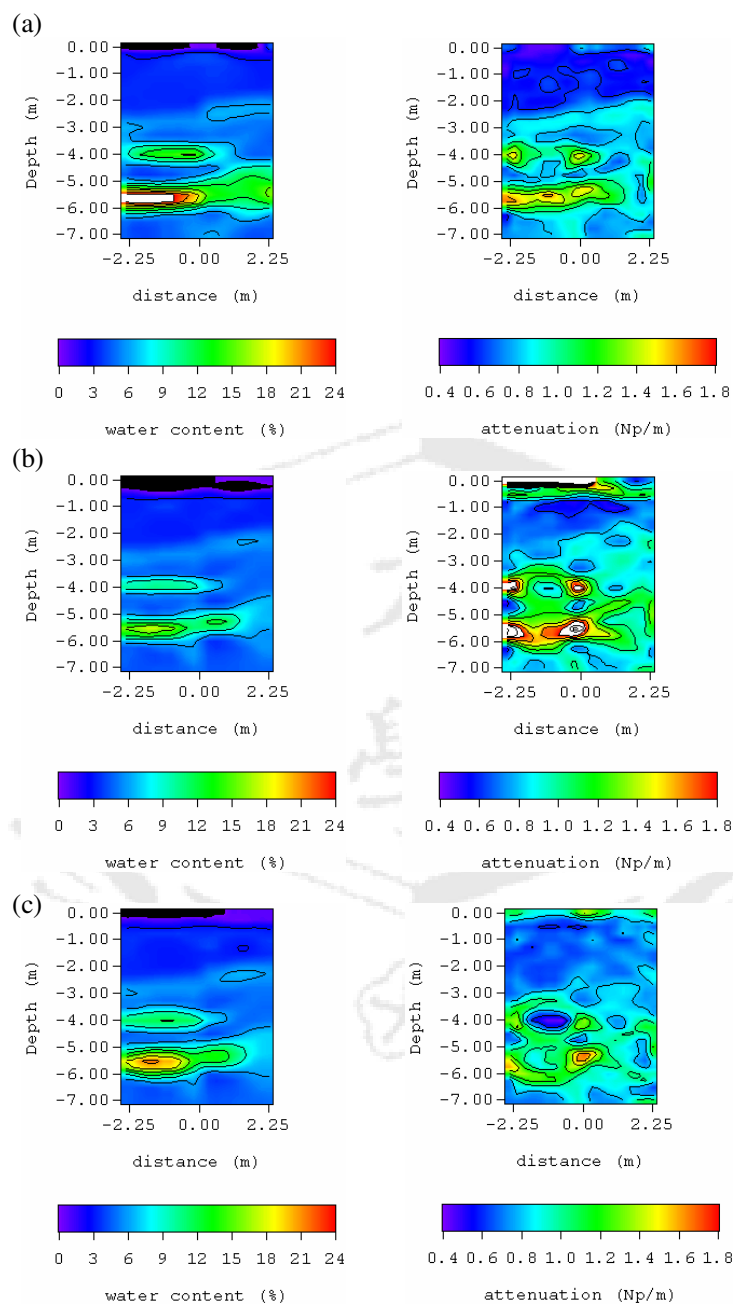 (a)
0.00
-1.00
-2.00
-3.00
-4.00
-5.00
-6.00
-7.00
Depth (m)
-2.25 0.00 2.25
distance (m)
0 3 6 9 12 15 18 21 24
water content (%)
0.00
-1.00
-2.00
-3.00
-4.00
-5.00
-6.00
-7.00
Depth (m)
-2.25 0.00 2.25
distance (m)
0.4 0.6 0.8 1.0 1.2 1.4 1.6 1.8
attenuation (Np/m)
(b)
0.00
-1.00
-2.00
-3.00
-4.00
-5.00
-6.00
-7.00
Depth (m)
-2.25 0.00 2.25
distance (m)
0 3 6 9 12 15 18 21 24
water content (%)
0.00
-1.00
-2.00
-3.00
-4.00
-5.00
-6.00
-7.00
Depth (m)
-2.25 0.00 2.25
distance (m)
0.4 0.6 0.8 1.0 1.2 1.4 1.6 1.8
attenuation (Np/m)
(c)
0.00
-1.00
-2.00
-3.00
-4.00
-5.00
-6.00
-7.00
Depth (m)
-2.25 0.00 2.25
distance (m)
0 3 6 9 12 15 18 21 24
water content (%)
0.00
-1.00
-2.00
-3.00
-4.00
-5.00
-6.00
-7.00
Depth (m)
-2.25 0.00 2.25
distance (m)
0.4 0.6 0.8 1.0 1.2 1.4 1.6 1.8
attenuation (Np/m)